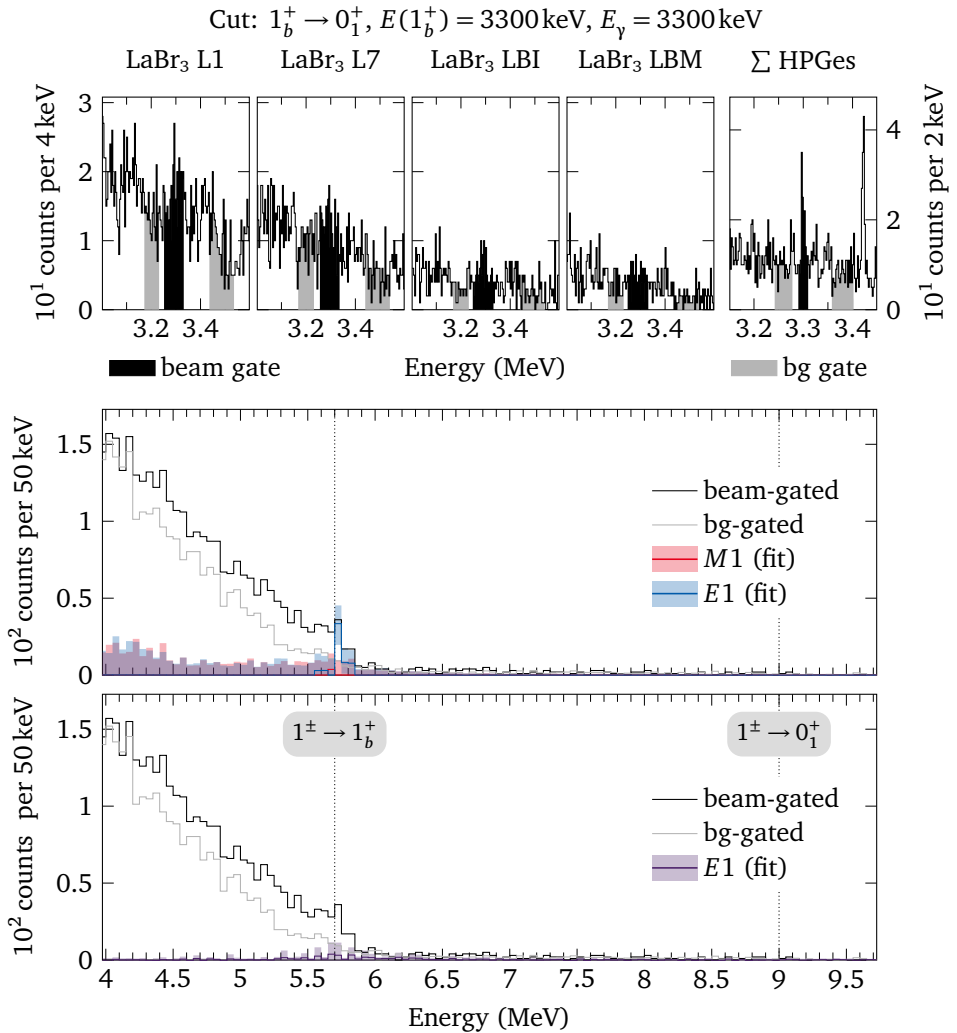 Cut: 1_b^+ → 0_1^+, E(1_b^+) = 3300 keV, E_γ = 3300 keV
LaBr₃ L1 LaBr₃ L7 LaBr₃ LBI LaBr₃ LBM ∑ HPGes
10¹ counts per 4 keV
3
2
1
0
4
2
0
10¹ counts per 2 keV
3.2 3.4 3.2 3.4 3.2 3.4 3.2 3.4 3.2 3.3 3.4
beam gate Energy (MeV) bg gate
10² counts per 50 keV
1.5
1
0.5
0
beam-gated
bg-gated
M1 (fit)
E1 (fit)
10² counts per 50 keV
1.5
1
0.5
0
1^± → 1_b^+
1^± → 0_1^+
beam-gated
bg-gated
E1 (fit)
4 4.5 5 5.5 6 6.5 7 7.5 8 8.5 9 9.5
Energy (MeV)